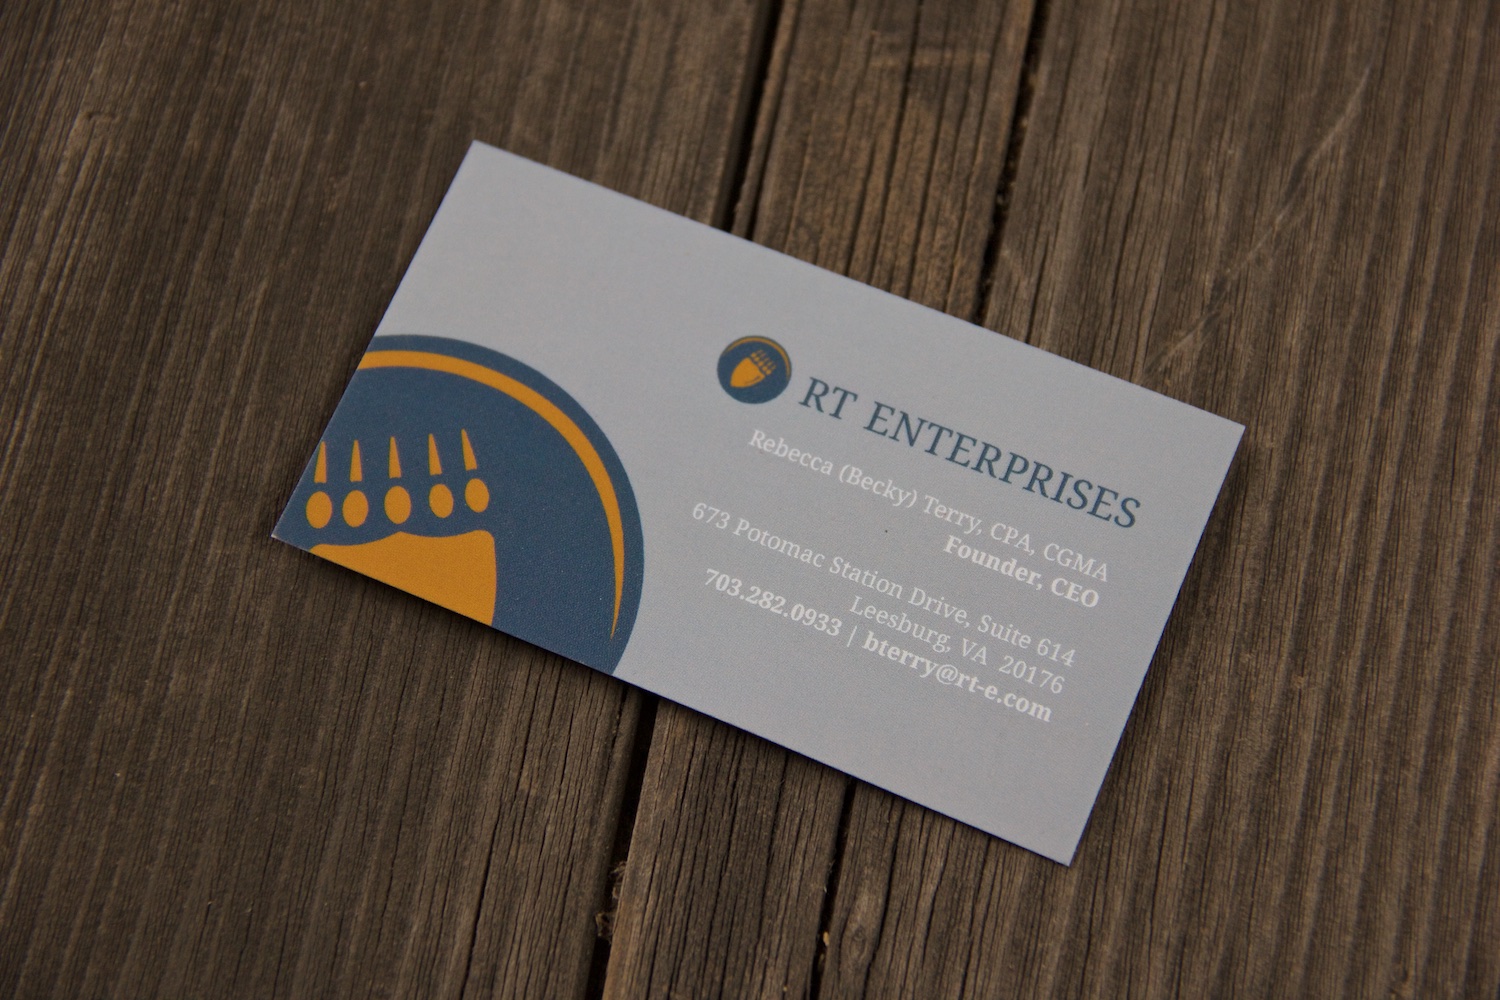 RT ENTERPRISES
Rebecca (Becky) Terry, CPA, CGMA
Founder, CEO
673 Potomac Station Drive, Suite 614
Leesburg, VA 20176
703.282.0933 | bterry@rt-e.com